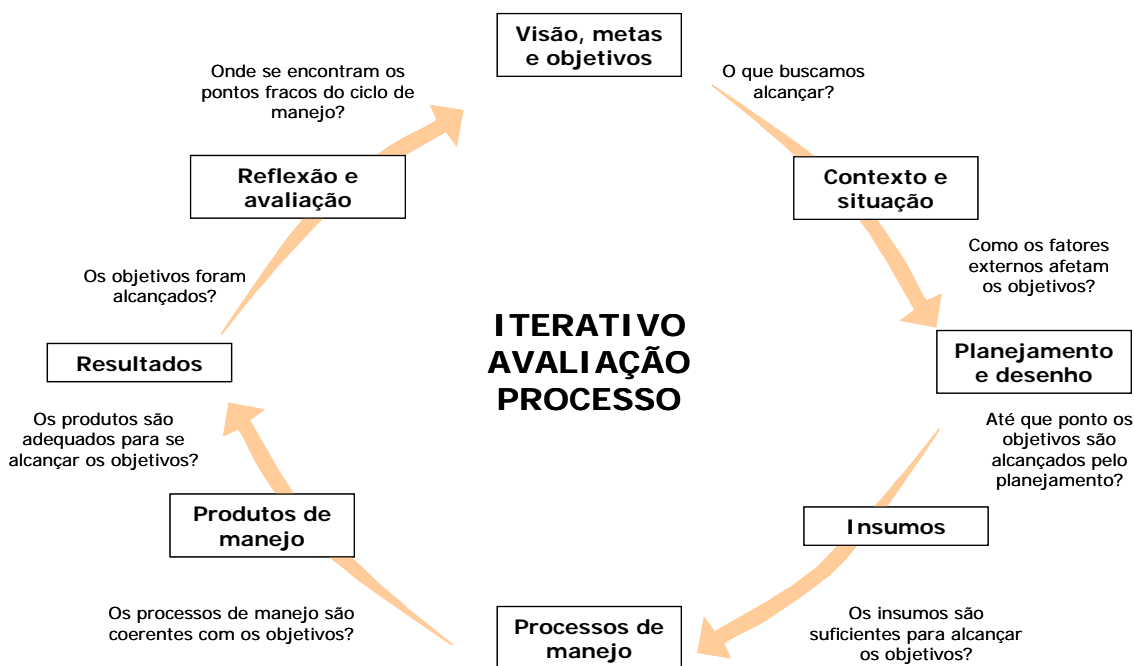 Visão, metas
e objetivos
O que buscamos
alcançar?
Contexto e
situação
Como os fatores
externos afetam
os objetivos?
Planejamento
e desenho
Até que ponto os
objetivos são
alcançados pelo
planejamento?
Insumos
Os insumos são
suficientes para alcançar
os objetivos?
Processos de
manejo
Os processos de manejo são
coerentes com os objetivos?
Produtos de
manejo
Os produtos são
adequados para se
alcançar os objetivos?
Resultados
Os objetivos foram
alcançados?
Reflexão e
avaliação
Onde se encontram os
pontos fracos do ciclo de
manejo?
ITERATIVO
AVALIAÇÃO
PROCESSO